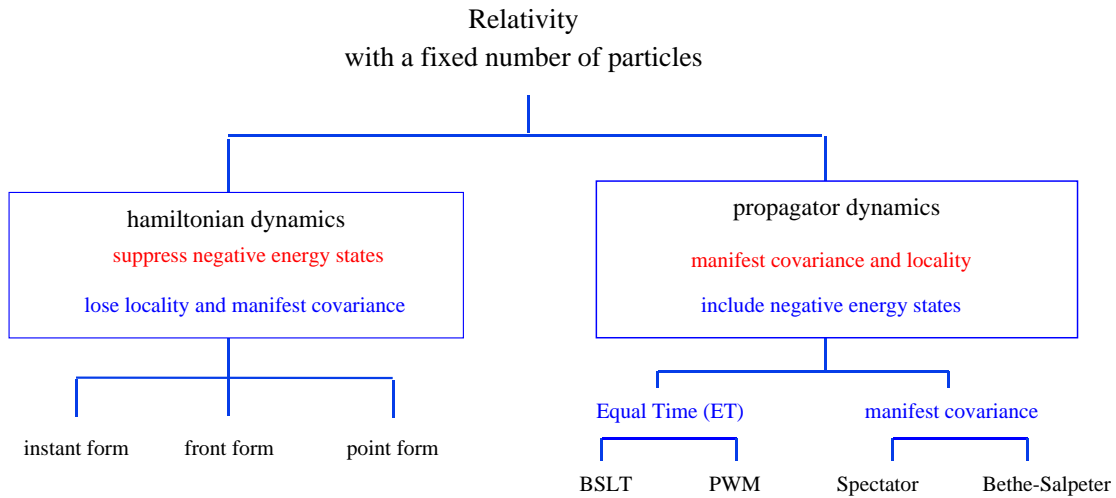 Relativity
with a fixed number of particles
hamiltonian dynamics
suppress negative energy states
lose locality and manifest covariance
propagator dynamics
manifest covariance and locality
include negative energy states
instant form
front form
point form
Equal Time (ET)
manifest covariance
BSLT
PWM
Spectator
Bethe-Salpeter